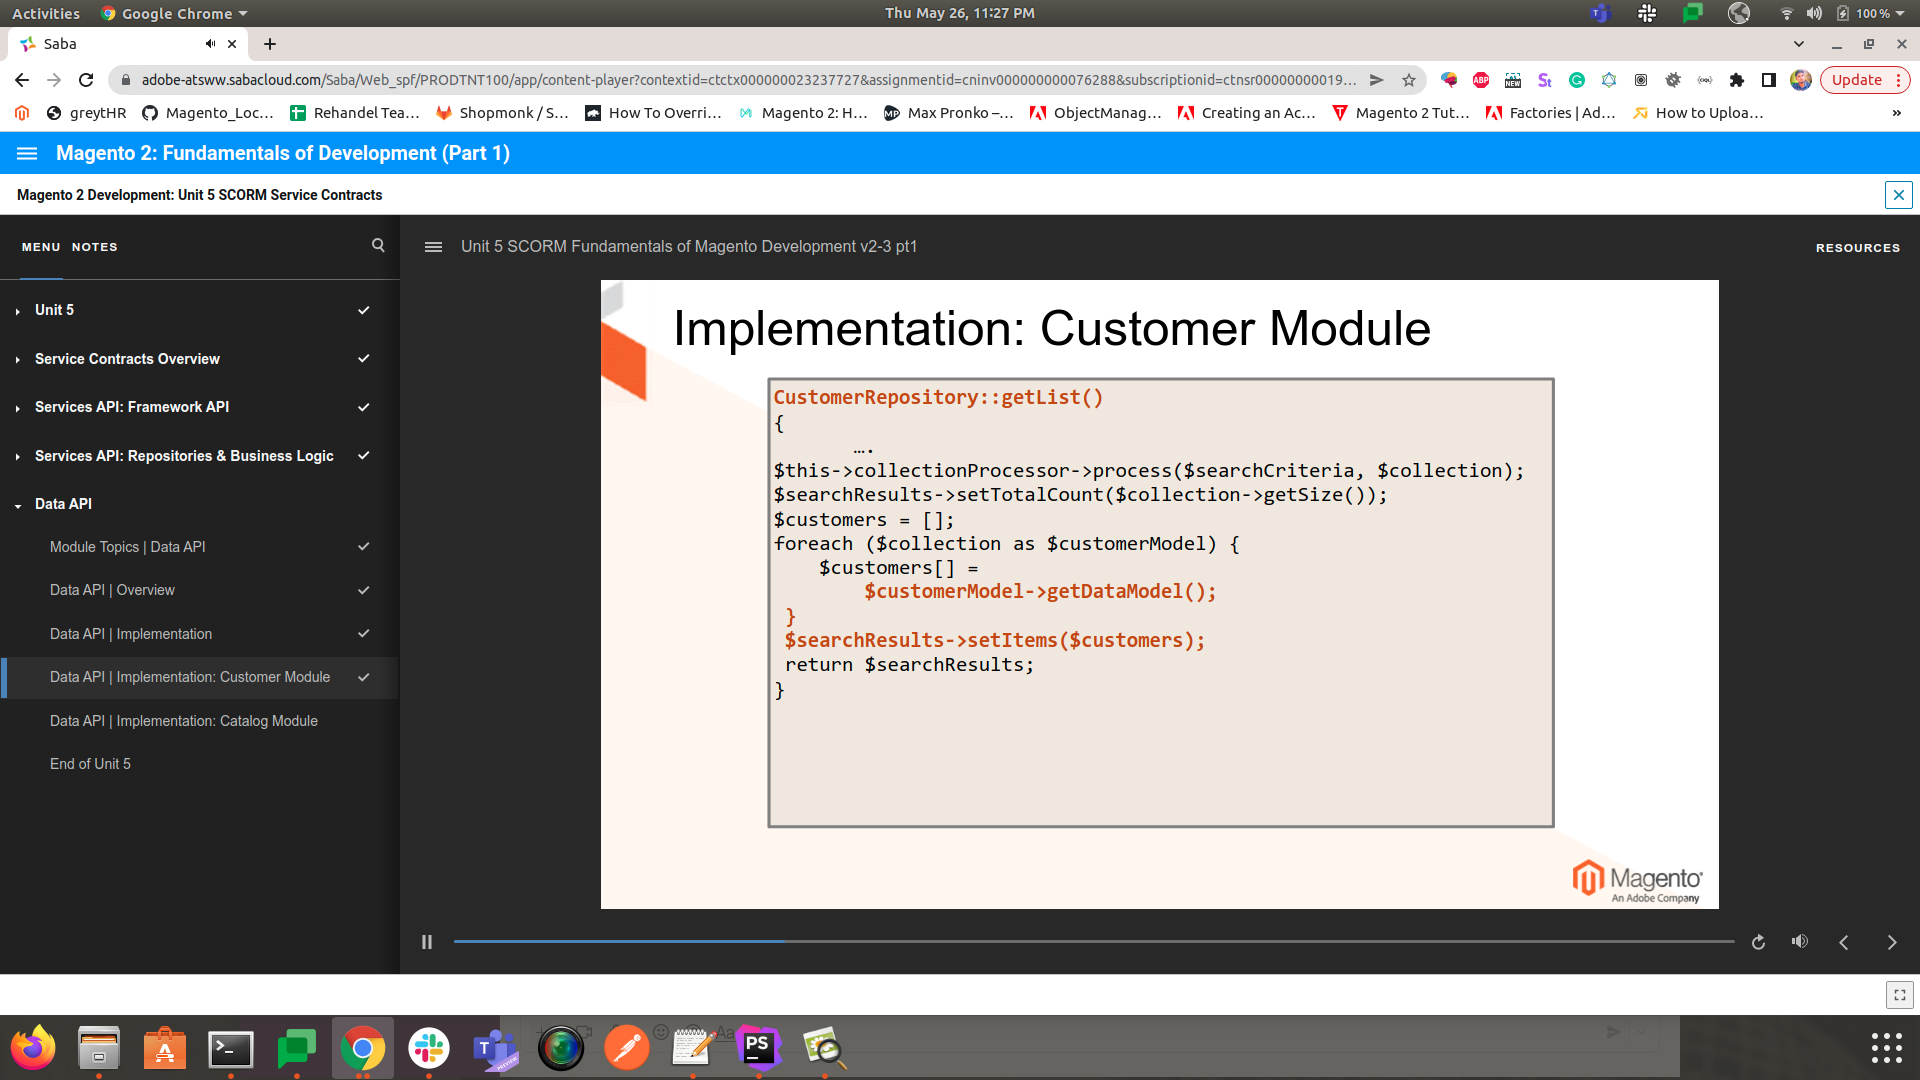 Activities
Google Chrome
Thu May 26, 11:27 PM
100 %
Saba
adobe-atsww.sabacloud.com/Saba/Web_spf/PRODTNT100/app/content-player?contextid=ctctx000000023237727&assignmentid=cninv000000000076288&subscriptionid=ctnsr00000000019...
Update
greytHR
Magento_Loc...
Rehandel Tea...
Shopmonk / S...
How To Overri...
Magento 2: H...
Max Pronko –...
ObjectManag...
Creating an Ac...
Magento 2 Tut...
Factories | Ad...
How to Uploa...
»
Magento 2: Fundamentals of Development (Part 1)
Magento 2 Development: Unit 5 SCORM Service Contracts
MENU
NOTES
Unit 5
Service Contracts Overview
Services API: Framework API
Services API: Repositories & Business Logic
Data API
Module Topics | Data API
Data API | Overview
Data API | Implementation
Data API | Implementation: Customer Module
Data API | Implementation: Catalog Module
End of Unit 5
Unit 5 SCORM Fundamentals of Magento Development v2-3 pt1
RESOURCES
Implementation: Customer Module
CustomerRepository::getList()
{
….
$this->collectionProcessor->process($searchCriteria, $collection);
$searchResults->setTotalCount($collection->getSize());
$customers = [];
foreach ($collection as $customerModel) {
$customers[] =
$customerModel->getDataModel();
}
$searchResults->setItems($customers);
return $searchResults;
}
Magento
An Adobe Company